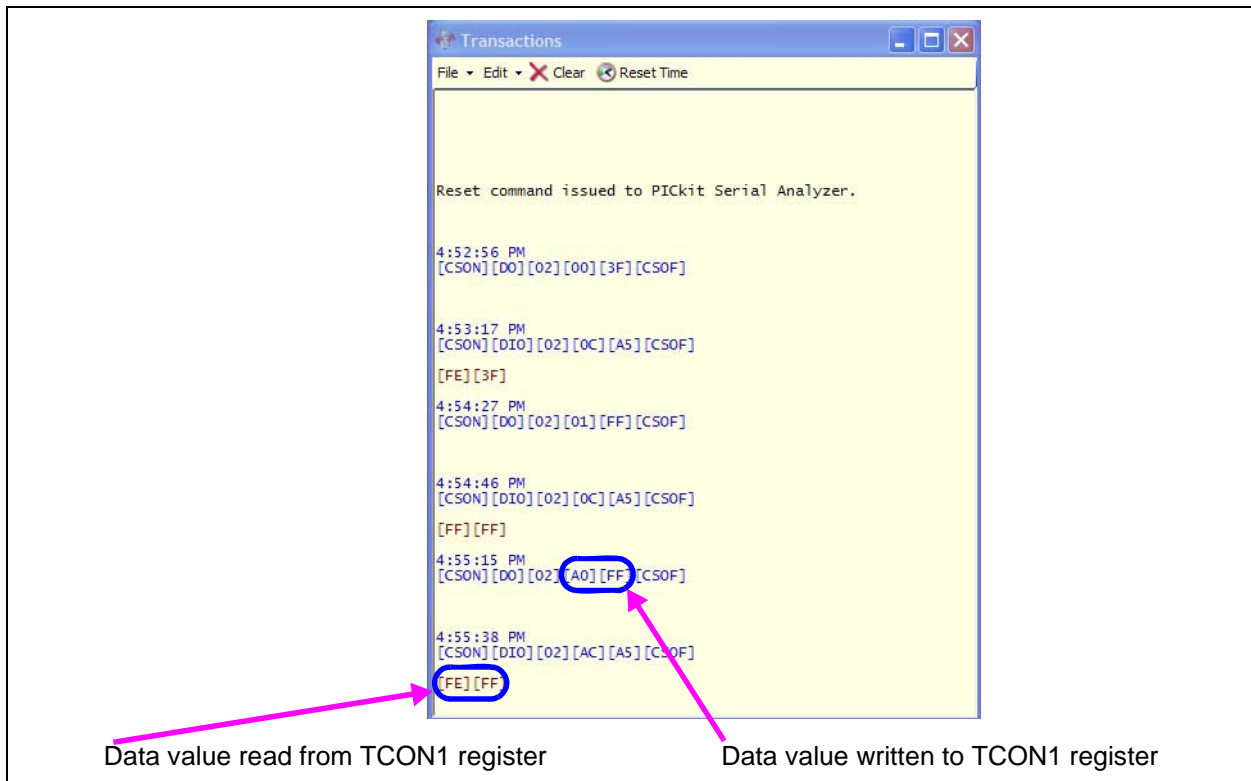 Transactions
File Edit Clear Reset Time
Reset command issued to PICkit Serial Analyzer.
4:52:56 PM
[CSON][DO][02][00][3F][CSOF]
4:53:17 PM
[CSON][DIO][02][0C][A5][CSOF]
[FE][3F]
4:54:27 PM
[CSON][DO][02][01][FF][CSOF]
4:54:46 PM
[CSON][DIO][02][0C][A5][CSOF]
[FF][FF]
4:55:15 PM
[CSON][DO][02][A0][FF][CSOF]
4:55:38 PM
[CSON][DIO][02][AC][A5][CSOF]
[FE][FF]
Data value read from TCON1 register
Data value written to TCON1 register